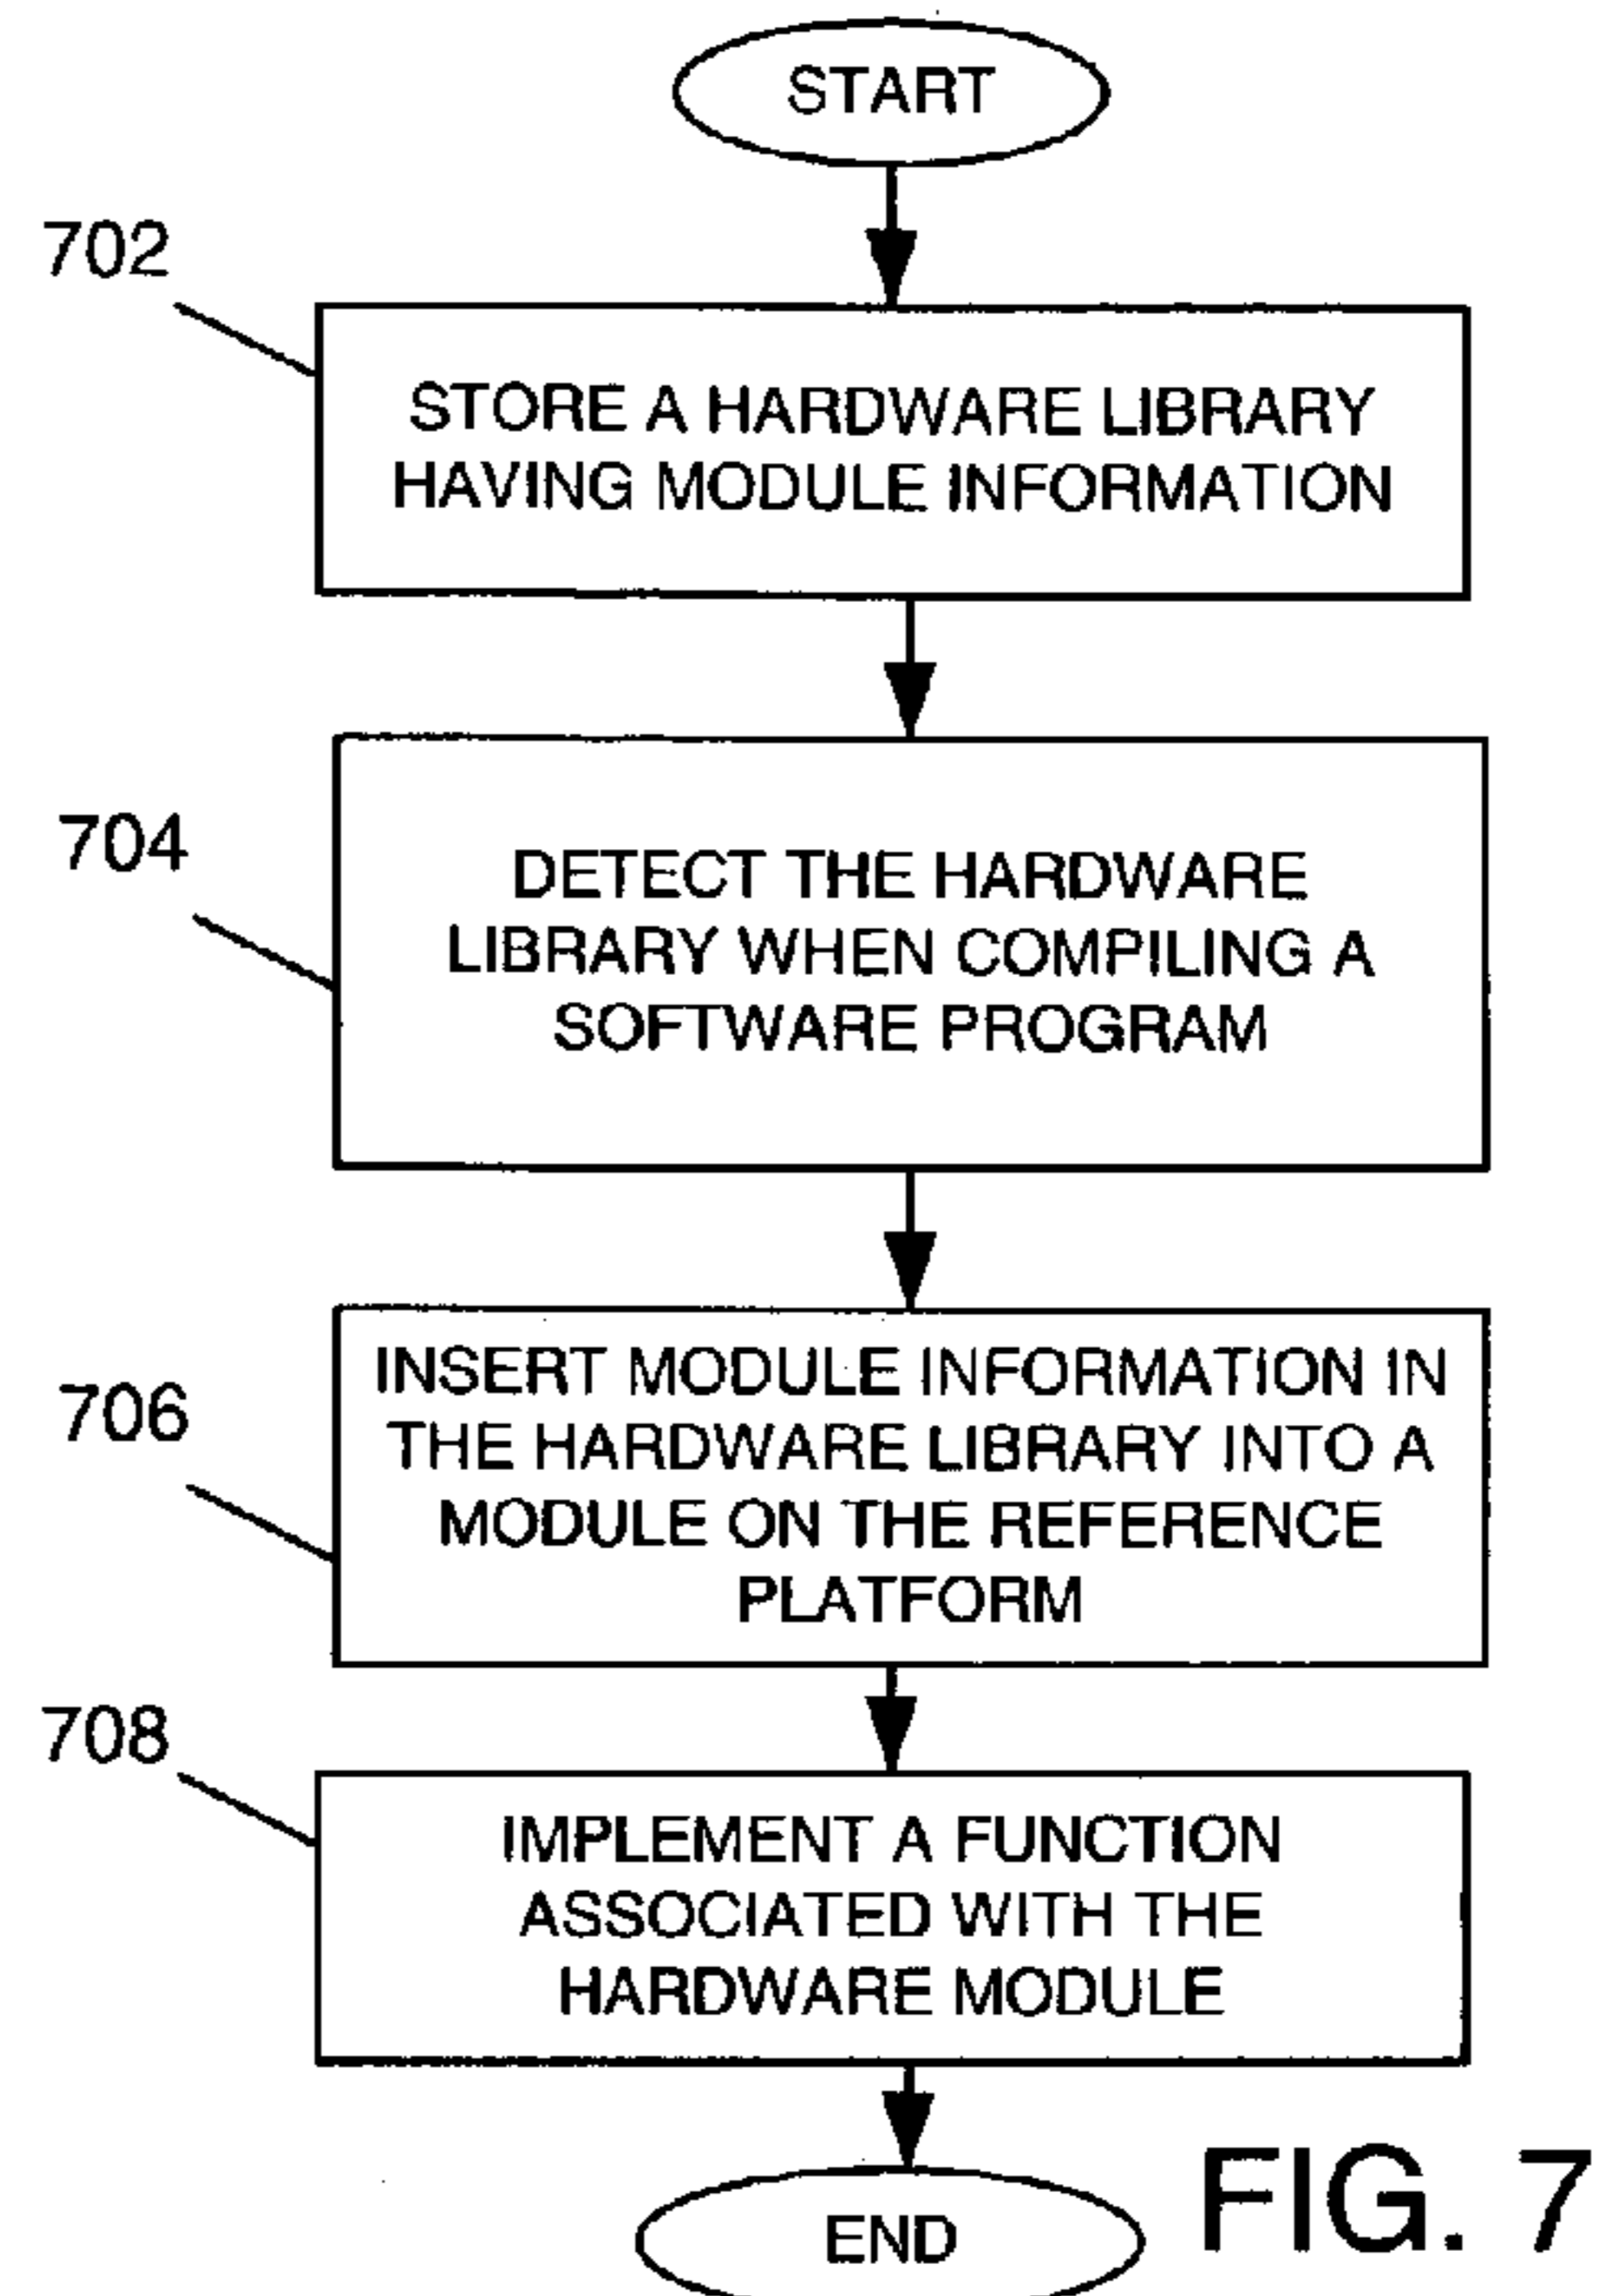 START
702
STORE A HARDWARE LIBRARY
HAVING MODULE INFORMATION
704
DETECT THE HARDWARE
LIBRARY WHEN COMPILING A
SOFTWARE PROGRAM
706
INSERT MODULE INFORMATION IN
THE HARDWARE LIBRARY INTO A
MODULE ON THE REFERENCE
PLATFORM
708
IMPLEMENT A FUNCTION
ASSOCIATED WITH THE
HARDWARE MODULE
END
FIG. 7